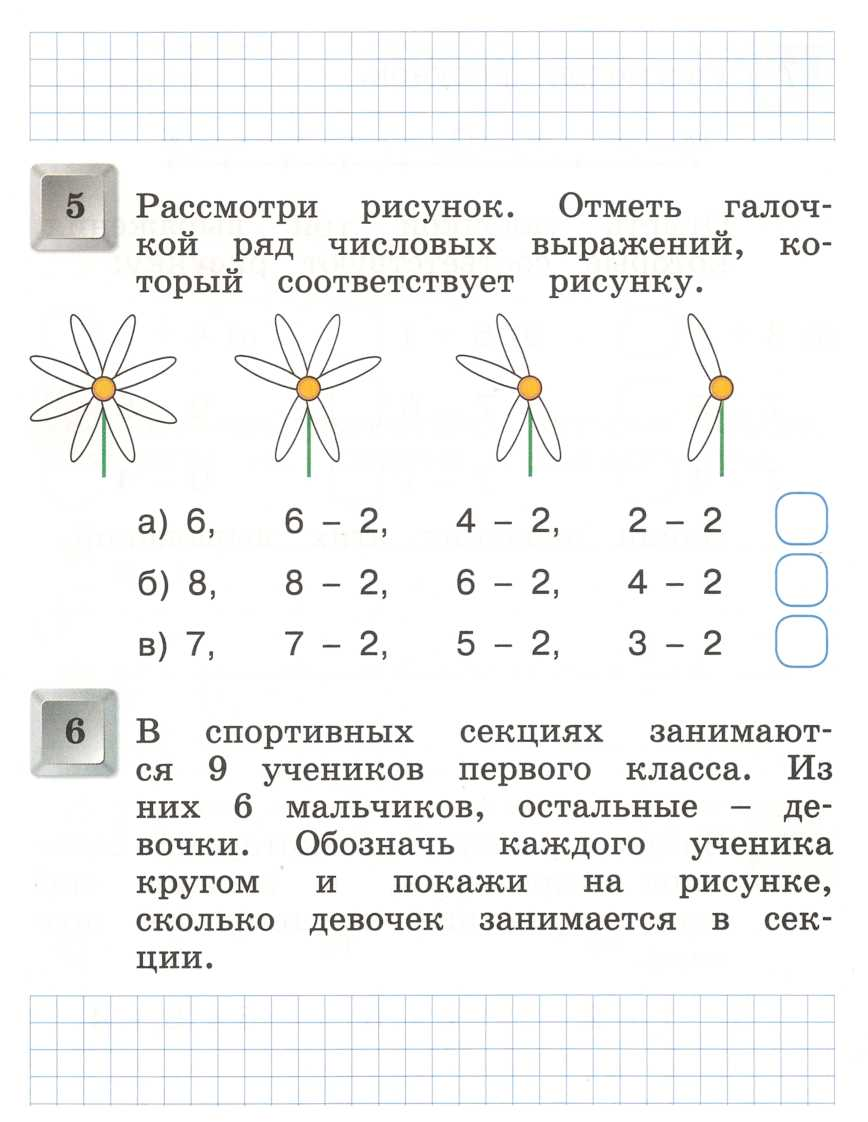 5
Рассмотри рисунок. Отметь галоч-
кой ряд числовых выражений, ко-
торый соответствует рисунку.
а) 6, 6 – 2, 4 – 2, 2 – 2
б) 8, 8 – 2, 6 – 2, 4 – 2
в) 7, 7 – 2, 5 – 2, 3 – 2
6
В спортивных секциях занимают-
ся 9 учеников первого класса. Из
них 6 мальчиков, остальные – де-
вочки. Обозначь каждого ученика
кругом и покажи на рисунке,
сколько девочек занимается в сек-
ции.